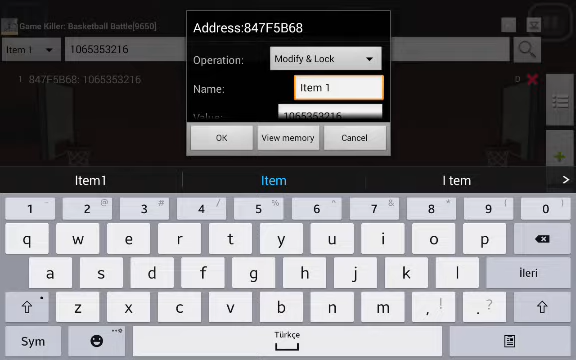 Game Killer: Basketball Battle[9650]
Item 1
1065353216
1 847F5B68: 1065353216
D
Address:847F5B68
Operation:
Modify & Lock
Name:
Item 1
Value:
1065353216
OK
View memory
Cancel
Item1
Item
I tem
>
1 - 2 @ 3 # 4 / 5 % 6 ^ 7 & 8 * 9 ( 0 )
q w e r t y u i o p
a s d f g h j k l İleri
z x c v b n m , ! . ?
Sym
Türkçe